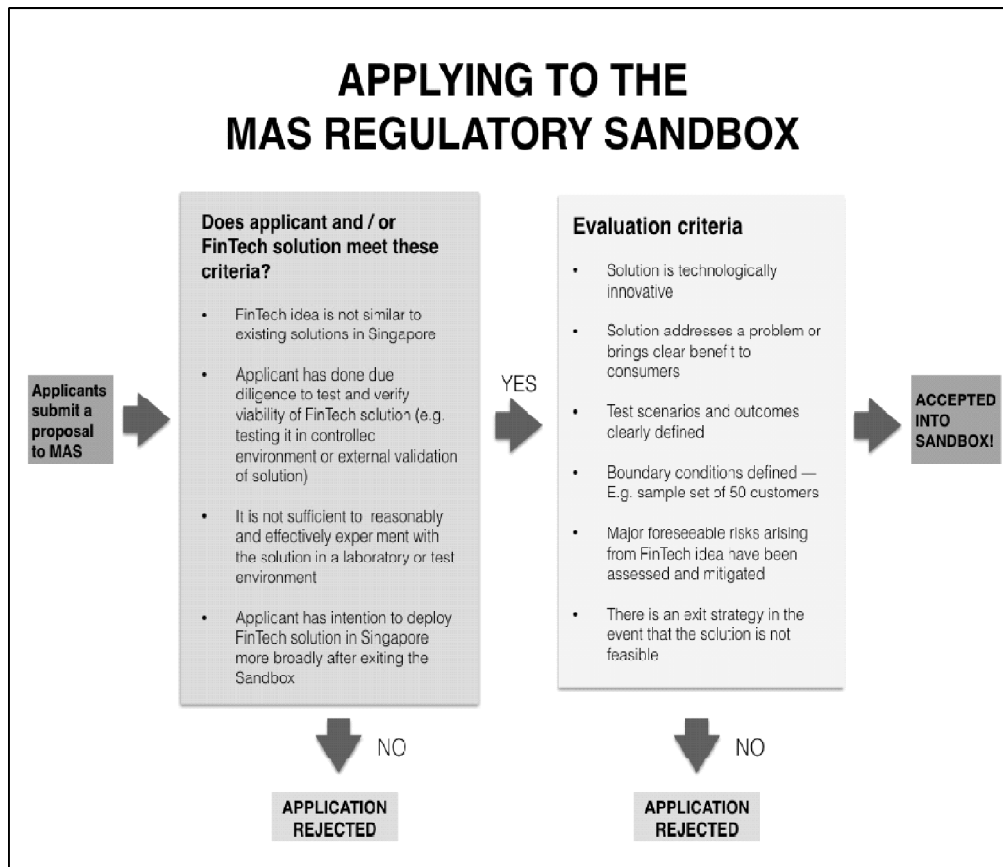 APPLYING TO THE
MAS REGULATORY SANDBOX
Applicants
submit a
proposal
to MAS
Does applicant and / or
FinTech solution meet these
criteria?
• FinTech idea is not similar to
existing solutions in Singapore
• Applicant has done due
diligence to test and verify
viability of FinTech solution (e.g.
testing it in controlled
environment or external validation
of solution)
• It is not sufficient to reasonably
and effectively experiment with
the solution in a laboratory or test
environment
• Applicant has intention to deploy
FinTech solution in Singapore
more broadly after exiting the
Sandbox
NO
APPLICATION
REJECTED
YES
Evaluation criteria
• Solution is technologically
innovative
• Solution addresses a problem or
brings clear benefit to
consumers
• Test scenarios and outcomes
clearly defined
• Boundary conditions defined —
E.g. sample set of 50 customers
• Major foreseeable risks arising
from FinTech idea have been
assessed and mitigated
• There is an exit strategy in the
event that the solution is not
feasible
NO
APPLICATION
REJECTED
ACCEPTED
INTO
SANDBOX!